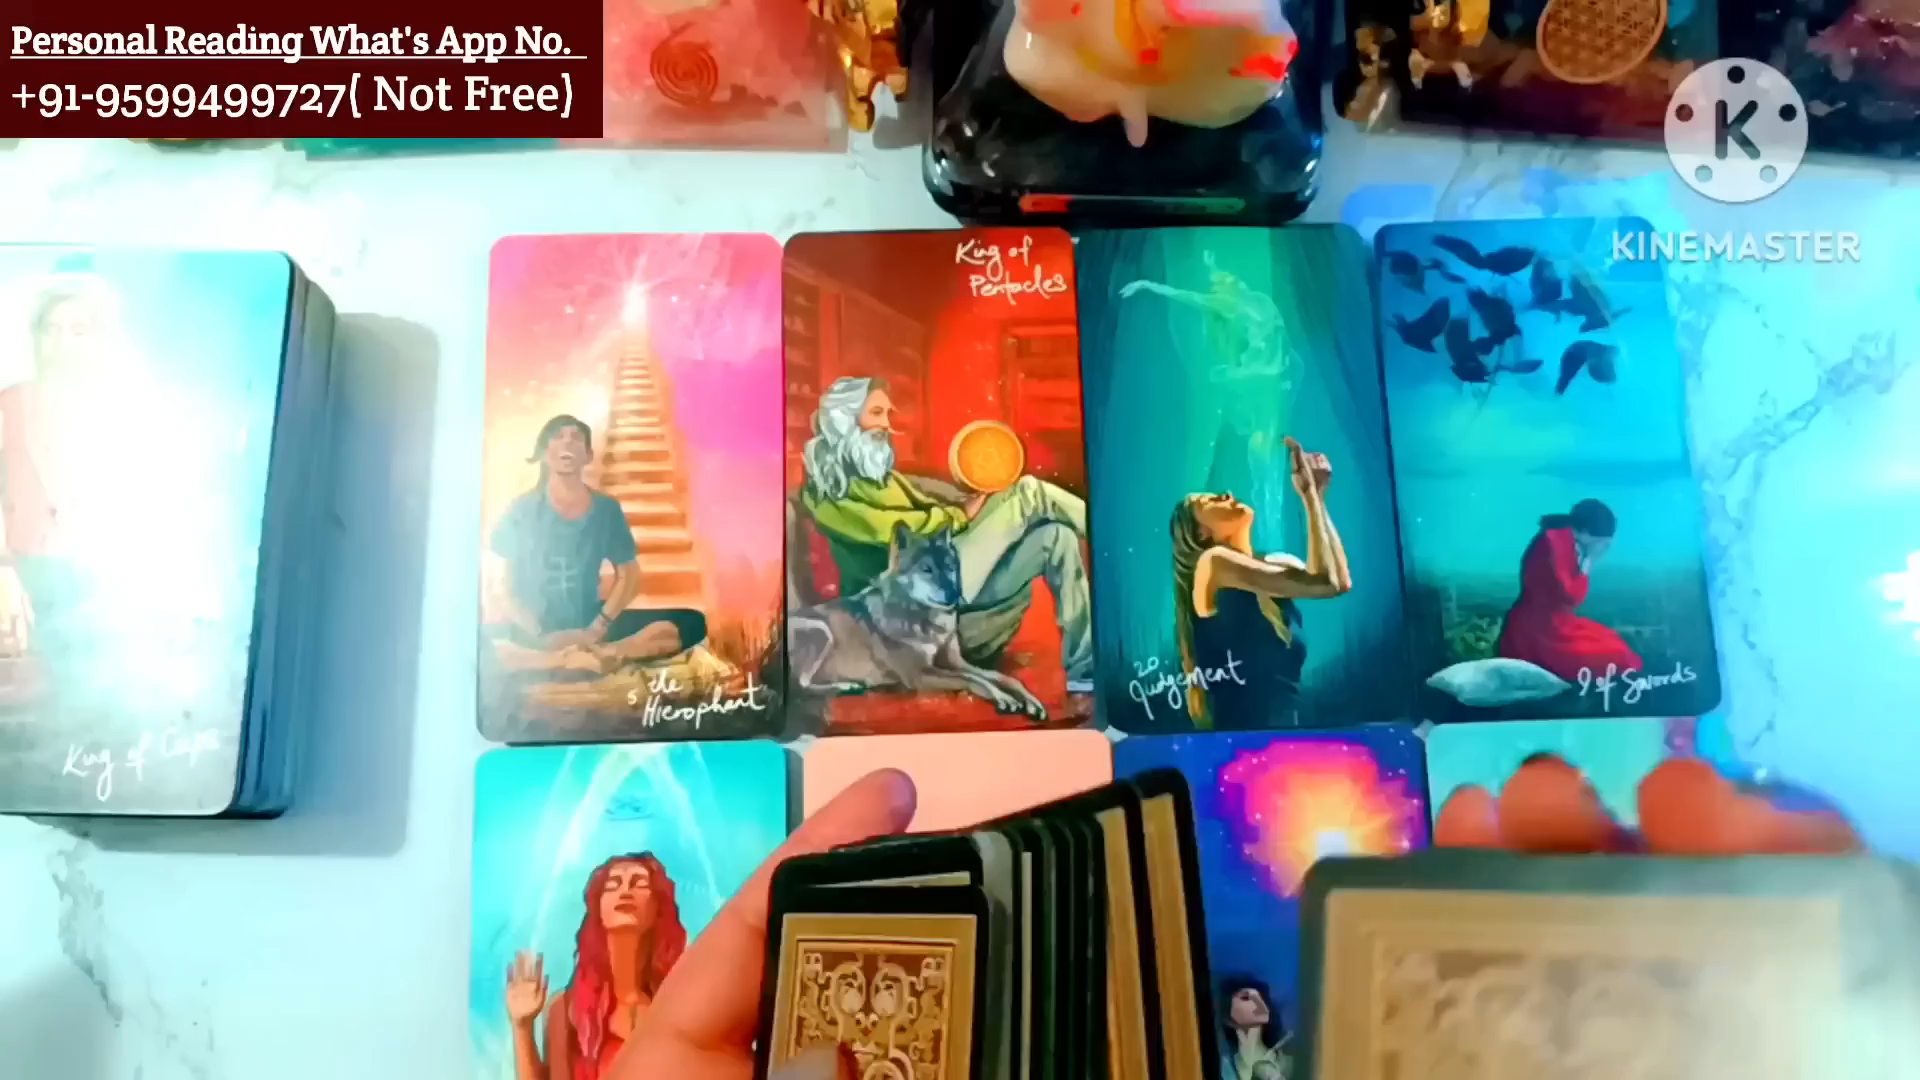 Personal Reading What's App No.
+91-9599499727( Not Free)
K
KINEMASTER
King of
Pentacles
5 the
Hierophant
20.
Judgement
9 of Swords
King of Cups